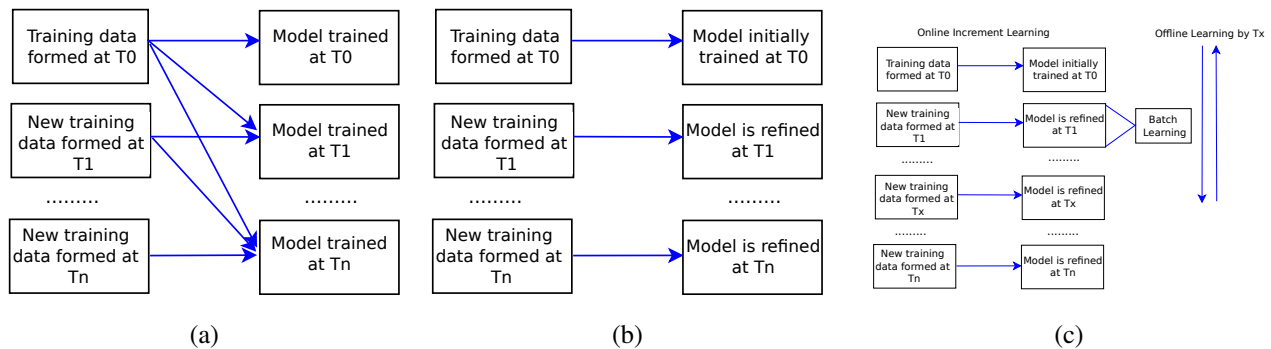 Training data
formed at T0
Model trained
at T0
New training
data formed at
T1
Model trained
at T1
.........
.........
New training
data formed at
Tn
Model trained
at Tn
(a)
Training data
formed at T0
Model initially
trained at T0
New training
data formed at
T1
Model is refined
at T1
.........
.........
New training
data formed at
Tn
Model is refined
at Tn
(b)
Online Increment Learning
Offline Learning by Tx
Training data
formed at T0
Model initially
trained at T0
New training
data formed at
T1
Model is refined
at T1
Batch
Learning
.........
.........
New training
data formed at
Tx
Model is refined
at Tx
.........
.........
New training
data formed at
Tn
Model is refined
at Tn
(c)